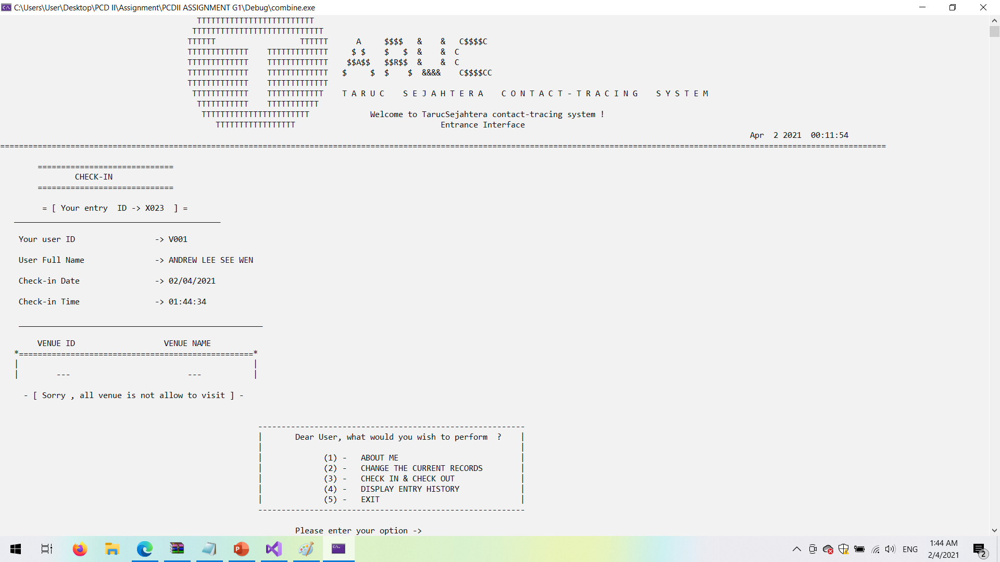 C:\Users\User\Desktop\PCD II\Assignment\PCDII ASSIGNMENT G1\Debug\combine.exe
TTTTTTTTTTTTTTTTTTTTTTTTT
TTTTTTTTTTTTTTTTTTTTTTTTTTTT
TTTTTT                  TTTTTT      A     $$$$   &    &   C$$$$C
TTTTTTTTTTTTT    TTTTTTTTTTTTT     $ $    $   $  &    &  C
TTTTTTTTTTTTT    TTTTTTTTTTTTT    $$A$$   $$R$$  &    &  C
TTTTTTTTTTTTT    TTTTTTTTTTTTT   $     $  $    $  &&&&    C$$$$CC
TTTTTTTTTTTTT    TTTTTTTTTTTTT
TTTTTTTTTTTT    TTTTTTTTTTTT    T A R U C    S E J A H T E R A    C O N T A C T - T R A C I N G    S Y S T E M
TTTTTTTTTTT    TTTTTTTTTTT
TTTTTTTTTTTTTTTTTTTTTTT             Welcome to TarucSejahtera contact-tracing system !
TTTTTTTTTTTTTTTTT                               Entrance Interface
Apr  2 2021  00:11:54
=============================
CHECK-IN
=============================
= [ Your entry  ID -> X023  ] =
Your user ID                 -> V001
User Full Name               -> ANDREW LEE SEE WEN
Check-in Date                -> 02/04/2021
Check-in Time                -> 01:44:34
VENUE ID                   VENUE NAME
*==================================================*
|                                                  |
|        ---                         ---           |
- [ Sorry , all venue is not allow to visit ] -
---------------------------------------------------------
|       Dear User, what would you wish to perform  ?    |
|                                                       |
|             (1) -   ABOUT ME                          |
|             (2) -   CHANGE THE CURRENT RECORDS        |
|             (3) -   CHECK IN & CHECK OUT              |
|             (4) -   DISPLAY ENTRY HISTORY             |
|             (5) -   EXIT                              |
---------------------------------------------------------
Please enter your option ->
ENG
1:44 AM
2/4/2021
2